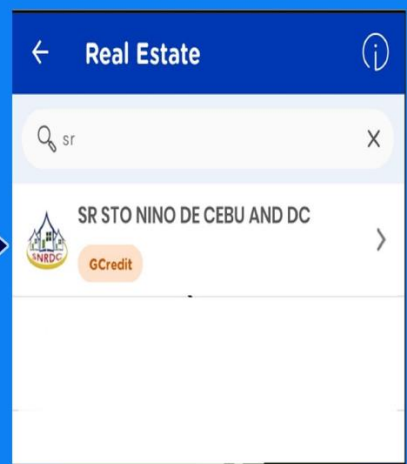 Real Estate
sr
SR STO NINO DE CEBU AND DC
GCredit
SNRDC